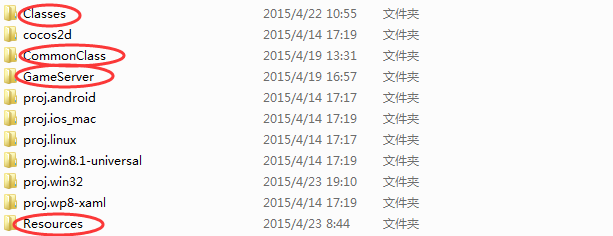 Classes 2015/4/22 10:55 文件夹
cocos2d 2015/4/14 17:19 文件夹
CommonClass 2015/4/19 13:31 文件夹
GameServer 2015/4/19 16:57 文件夹
proj.android 2015/4/14 17:17 文件夹
proj.ios_mac 2015/4/14 17:19 文件夹
proj.linux 2015/4/14 17:17 文件夹
proj.win8.1-universal 2015/4/14 17:19 文件夹
proj.win32 2015/4/23 19:10 文件夹
proj.wp8-xaml 2015/4/14 17:19 文件夹
Resources 2015/4/23 8:44 文件夹